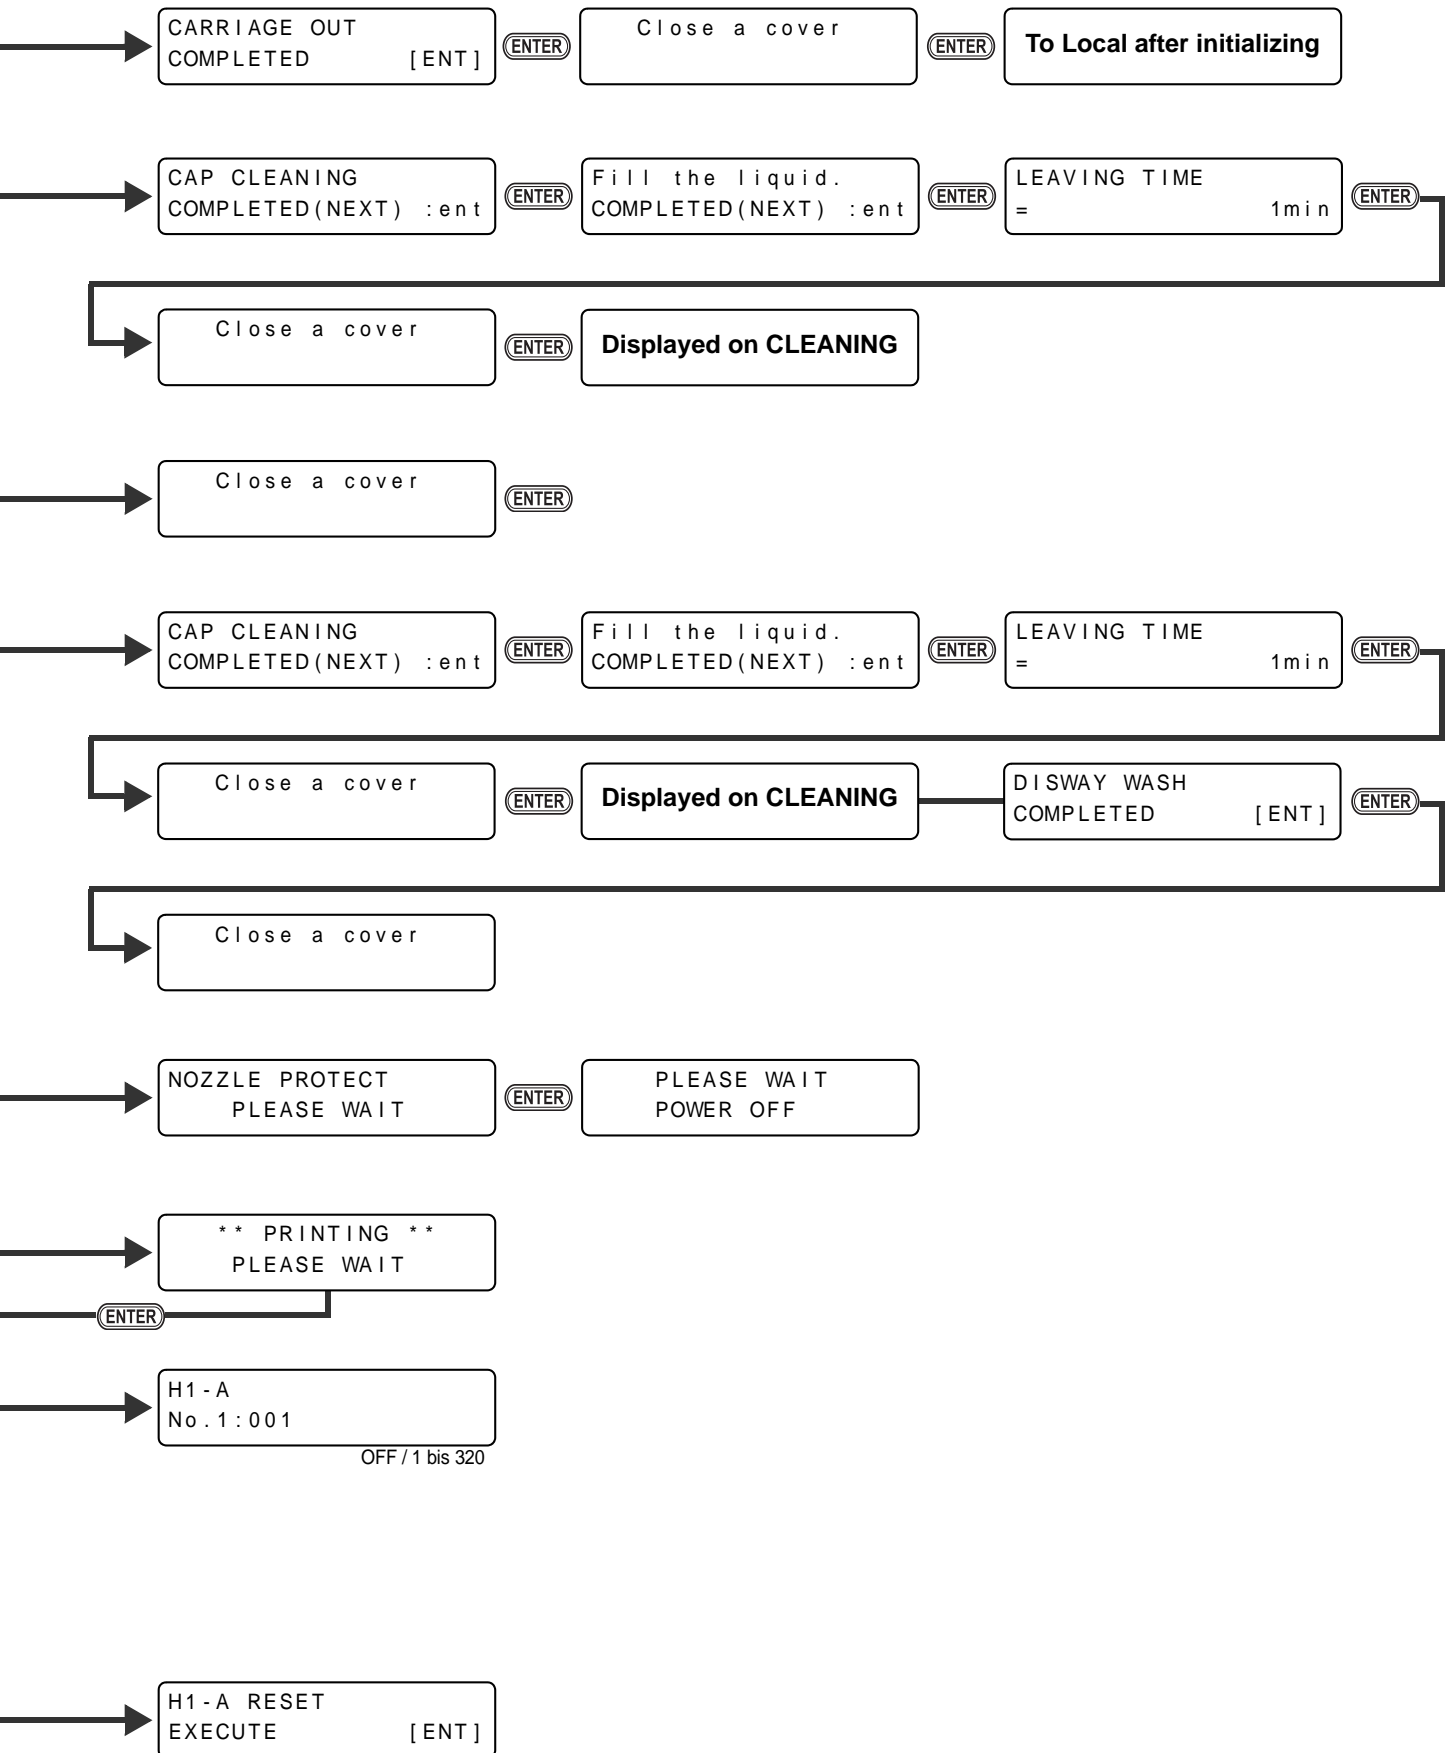 CARRIAGE OUT
COMPLETED [ENT]
ENTER
Close a cover
ENTER
To Local after initializing
CAP CLEANING
COMPLETED(NEXT) :ent
ENTER
Fill the liquid.
COMPLETED(NEXT) :ent
ENTER
LEAVING TIME
= 1min
ENTER
Close a cover
ENTER
Displayed on CLEANING
Close a cover
ENTER
CAP CLEANING
COMPLETED(NEXT) :ent
ENTER
Fill the liquid.
COMPLETED(NEXT) :ent
ENTER
LEAVING TIME
= 1min
ENTER
Close a cover
ENTER
Displayed on CLEANING
DISWAY WASH
COMPLETED [ENT]
ENTER
Close a cover
NOZZLE PROTECT
PLEASE WAIT
ENTER
PLEASE WAIT
POWER OFF
** PRINTING **
PLEASE WAIT
ENTER
H1-A
No.1:001
OFF / 1 bis 320
H1-A RESET
EXECUTE [ENT]